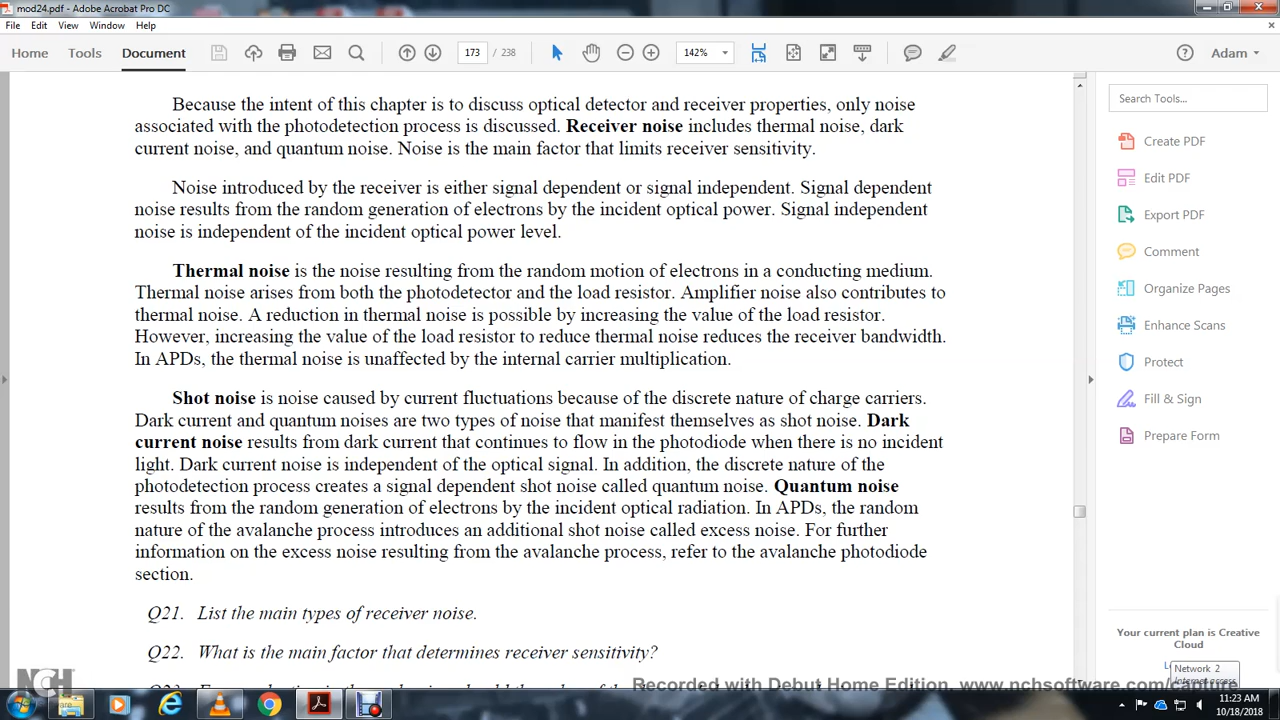 mod24.pdf - Adobe Acrobat Pro DC
File Edit View Window Help
Home Tools Document 173 / 238 142% Adam
Because the intent of this chapter is to discuss optical detector and receiver properties, only noise
associated with the photodetection process is discussed. Receiver noise includes thermal noise, dark
current noise, and quantum noise. Noise is the main factor that limits receiver sensitivity.
Noise introduced by the receiver is either signal dependent or signal independent. Signal dependent
noise results from the random generation of electrons by the incident optical power. Signal independent
noise is independent of the incident optical power level.
Thermal noise is the noise resulting from the random motion of electrons in a conducting medium.
Thermal noise arises from both the photodetector and the load resistor. Amplifier noise also contributes to
thermal noise. A reduction in thermal noise is possible by increasing the value of the load resistor.
However, increasing the value of the load resistor to reduce thermal noise reduces the receiver bandwidth.
In APDs, the thermal noise is unaffected by the internal carrier multiplication.
Shot noise is noise caused by current fluctuations because of the discrete nature of charge carriers.
Dark current and quantum noises are two types of noise that manifest themselves as shot noise. Dark
current noise results from dark current that continues to flow in the photodiode when there is no incident
light. Dark current noise is independent of the optical signal. In addition, the discrete nature of the
photodetection process creates a signal dependent shot noise called quantum noise. Quantum noise
results from the random generation of electrons by the incident optical radiation. In APDs, the random
nature of the avalanche process introduces an additional shot noise called excess noise. For further
information on the excess noise resulting from the avalanche process, refer to the avalanche photodiode
section.
Q21. List the main types of receiver noise.
Q22. What is the main factor that determines receiver sensitivity?
Search Tools...
Create PDF
Edit PDF
Export PDF
Comment
Organize Pages
Enhance Scans
Protect
Fill & Sign
Prepare Form
Your current plan is Creative
Cloud
Network 2
Internet access
NCH
Recorded with Debut Home Edition. www.nchsoftware.com/capture
11:23 AM
10/18/2018